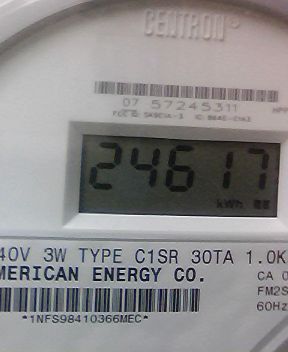 CENTRON®
07 57245311
24617
kWh
40V 3W TYPE C1SR 30TA 1.0K
MERICAN ENERGY CO.
CA 0
FM2S
60Hz
*1NFS98410366MEC*